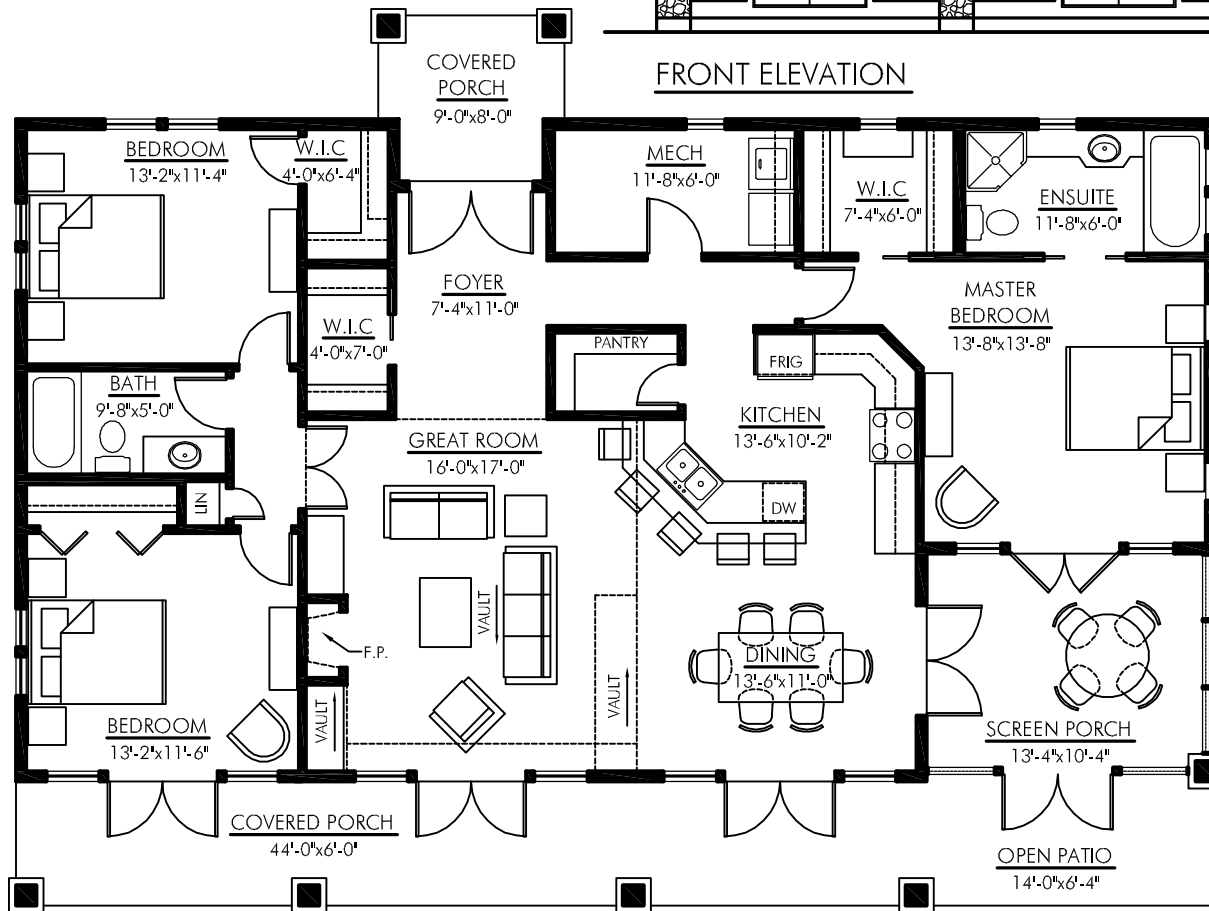 FRONT ELEVATION
COVERED
PORCH
9'-0"x8'-0"
BEDROOM
13'-2"x11'-4"
W.I.C
4'-0"x6'-4"
MECH
11'-8"x6'-0"
W.I.C
7'-4"x6'-0"
ENSUITE
11'-8"x6'-0"
FOYER
7'-4"x11'-0"
MASTER
BEDROOM
13'-8"x13'-8"
W.I.C
4'-0"x7'-0"
PANTRY
FRIG
BATH
9'-8"x5'-0"
KITCHEN
13'-6"x10'-2"
GREAT ROOM
16'-0"x17'-0"
LIN
DW
VAULT
F.P.
DINING
13'-6"x11'-0"
VAULT
VAULT
BEDROOM
13'-2"x11'-6"
SCREEN PORCH
13'-4"x10'-4"
COVERED PORCH
44'-0"x6'-0"
OPEN PATIO
14'-0"x6'-4"